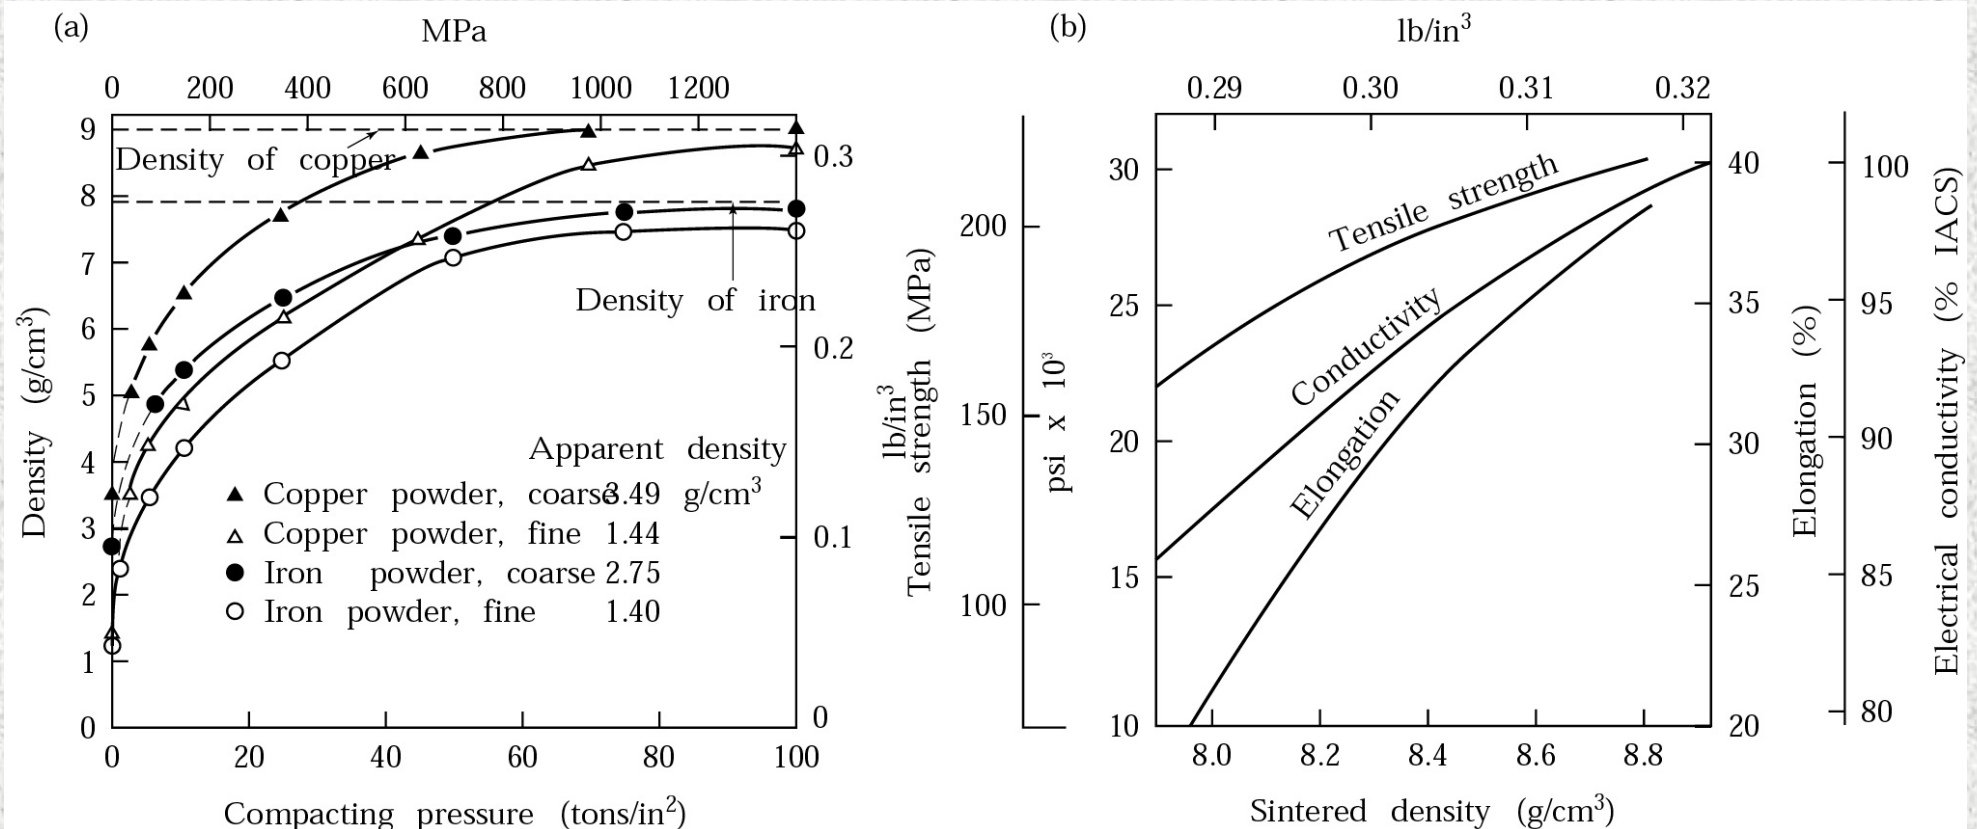 (a)
MPa
0 200 400 600 800 1000 1200
9
8
7
6
5
4
3
2
1
0
Density (g/cm³)
Density of copper
Density of iron
0.3
0.2
0.1
0
lb/in³
Apparent density
Copper powder, coarse 3.49 g/cm³
Copper powder, fine 1.44
Iron powder, coarse 2.75
Iron powder, fine 1.40
0 20 40 60 80 100
Compacting pressure (tons/in²)
(b)
lb/in³
0.29 0.30 0.31 0.32
Tensile strength (MPa)
200
150
100
psi x 10³
30
25
20
15
10
Tensile strength
Conductivity
Elongation
40
35
30
25
20
Elongation (%)
100
95
90
85
80
Electrical conductivity (% IACS)
8.0 8.2 8.4 8.6 8.8
Sintered density (g/cm³)